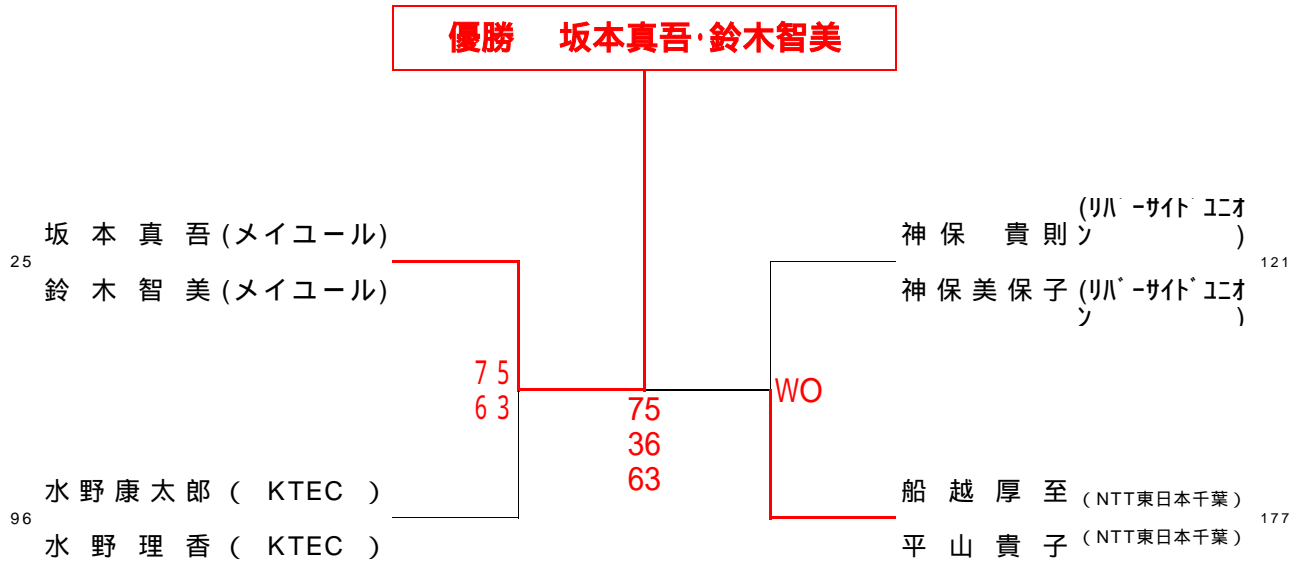 優勝 坂本真吾・鈴木智美
坂本真吾(メイユール)
25
鈴木智美(メイユール)
神保 貴則(ﾘﾊﾞｰｻｲﾄﾞﾕﾆｵﾝ)
121
神保美保子(ﾘﾊﾞｰｻｲﾄﾞﾕﾆｵﾝ)
75
63
WO
75
36
63
水野康太郎( KTEC )
96
水野理香( KTEC )
船越厚至(NTT東日本千葉)
177
平山貴子(NTT東日本千葉)